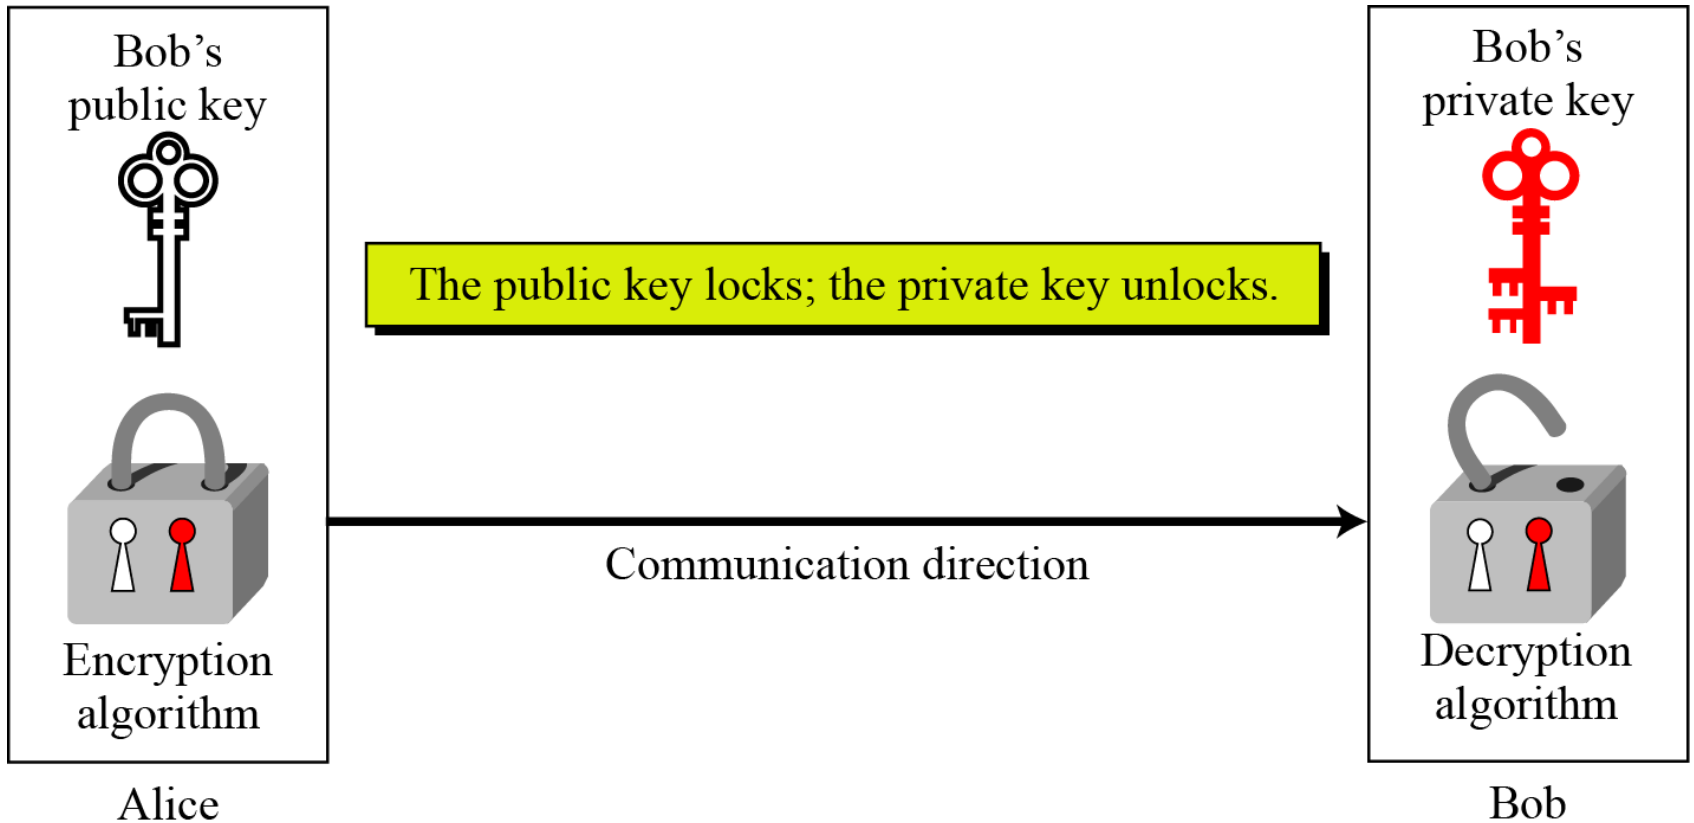 Bob’s
public key
Encryption
algorithm
Alice
The public key locks; the private key unlocks.
Communication direction
Bob’s
private key
Decryption
algorithm
Bob